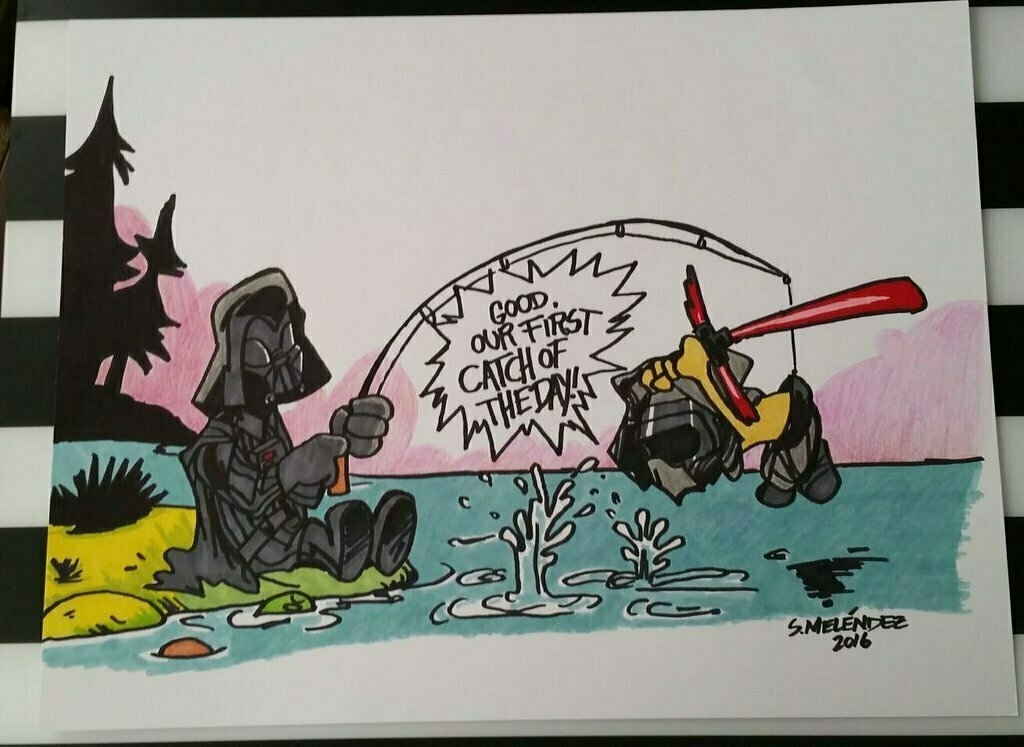 GOOD.
OUR FIRST
CATCH OF
THE DAY!!
S.MELÉNDEZ
2016